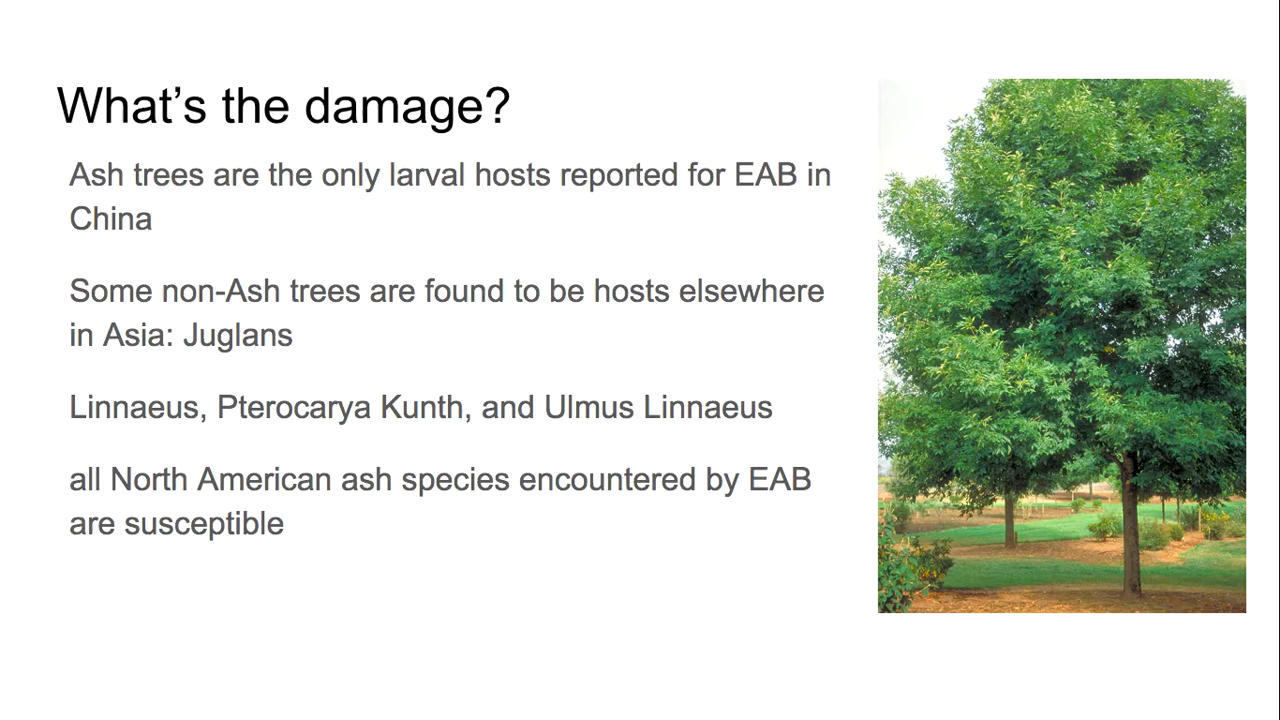 What’s the damage?
Ash trees are the only larval hosts reported for EAB in
China
Some non-Ash trees are found to be hosts elsewhere
in Asia: Juglans
Linnaeus, Pterocarya Kunth, and Ulmus Linnaeus
all North American ash species encountered by EAB
are susceptible